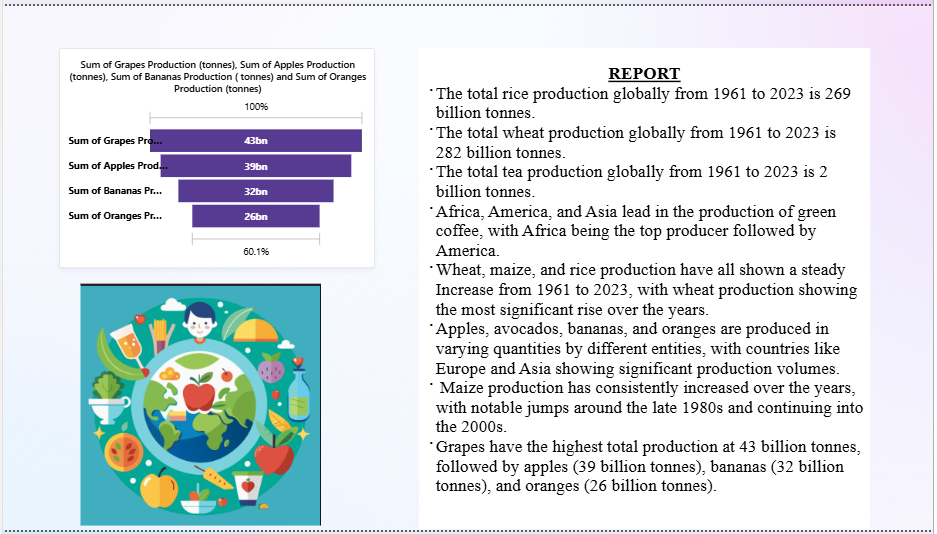 Sum of Grapes Production (tonnes), Sum of Apples Production
(tonnes), Sum of Bananas Production ( tonnes) and Sum of Oranges
Production (tonnes)
100%
Sum of Grapes Pro... 43bn
Sum of Apples Prod... 39bn
Sum of Bananas Pr... 32bn
Sum of Oranges Pr... 26bn
60.1%
REPORT
·The total rice production globally from 1961 to 2023 is 269
billion tonnes.
·The total wheat production globally from 1961 to 2023 is
282 billion tonnes.
·The total tea production globally from 1961 to 2023 is 2
billion tonnes.
·Africa, America, and Asia lead in the production of green
coffee, with Africa being the top producer followed by
America.
·Wheat, maize, and rice production have all shown a steady
Increase from 1961 to 2023, with wheat production showing
the most significant rise over the years.
·Apples, avocados, bananas, and oranges are produced in
varying quantities by different entities, with countries like
Europe and Asia showing significant production volumes.
· Maize production has consistently increased over the years,
with notable jumps around the late 1980s and continuing into
the 2000s.
·Grapes have the highest total production at 43 billion tonnes,
followed by apples (39 billion tonnes), bananas (32 billion
tonnes), and oranges (26 billion tonnes).